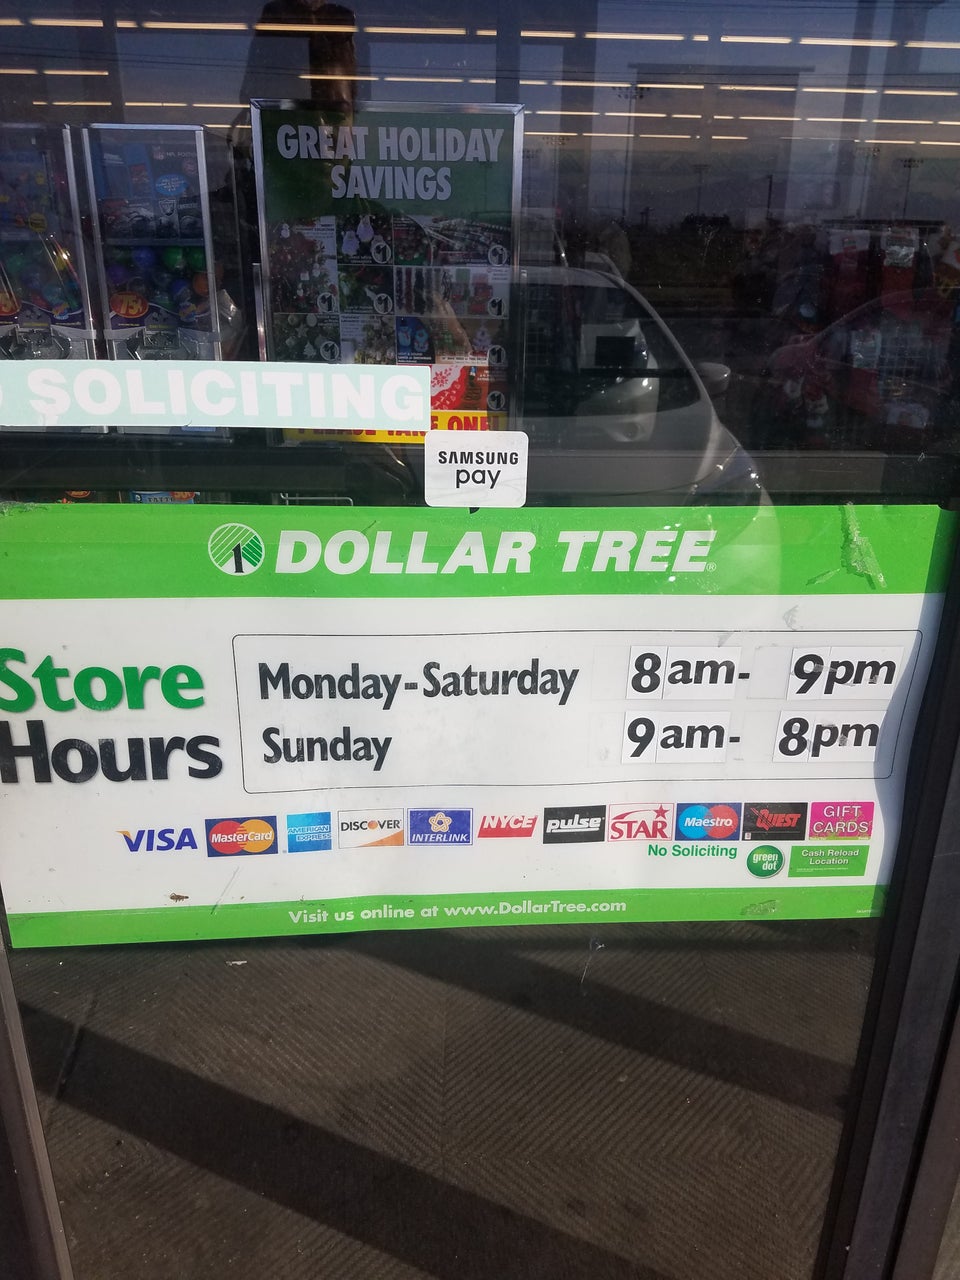 GREAT HOLIDAY
SAVINGS
75¢
SOLICITING
ONE!
SAMSUNG
pay
DOLLAR TREE®
Store
Hours
Monday-Saturday 8am- 9pm
Sunday 9am- 8pm
VISA MasterCard AMERICAN EXPRESS DISCOVER INTERLINK NYCE pulse STAR Maestro QUEST GIFT CARDS
No Soliciting green dot Cash Reload Location
Visit us online at www.DollarTree.com